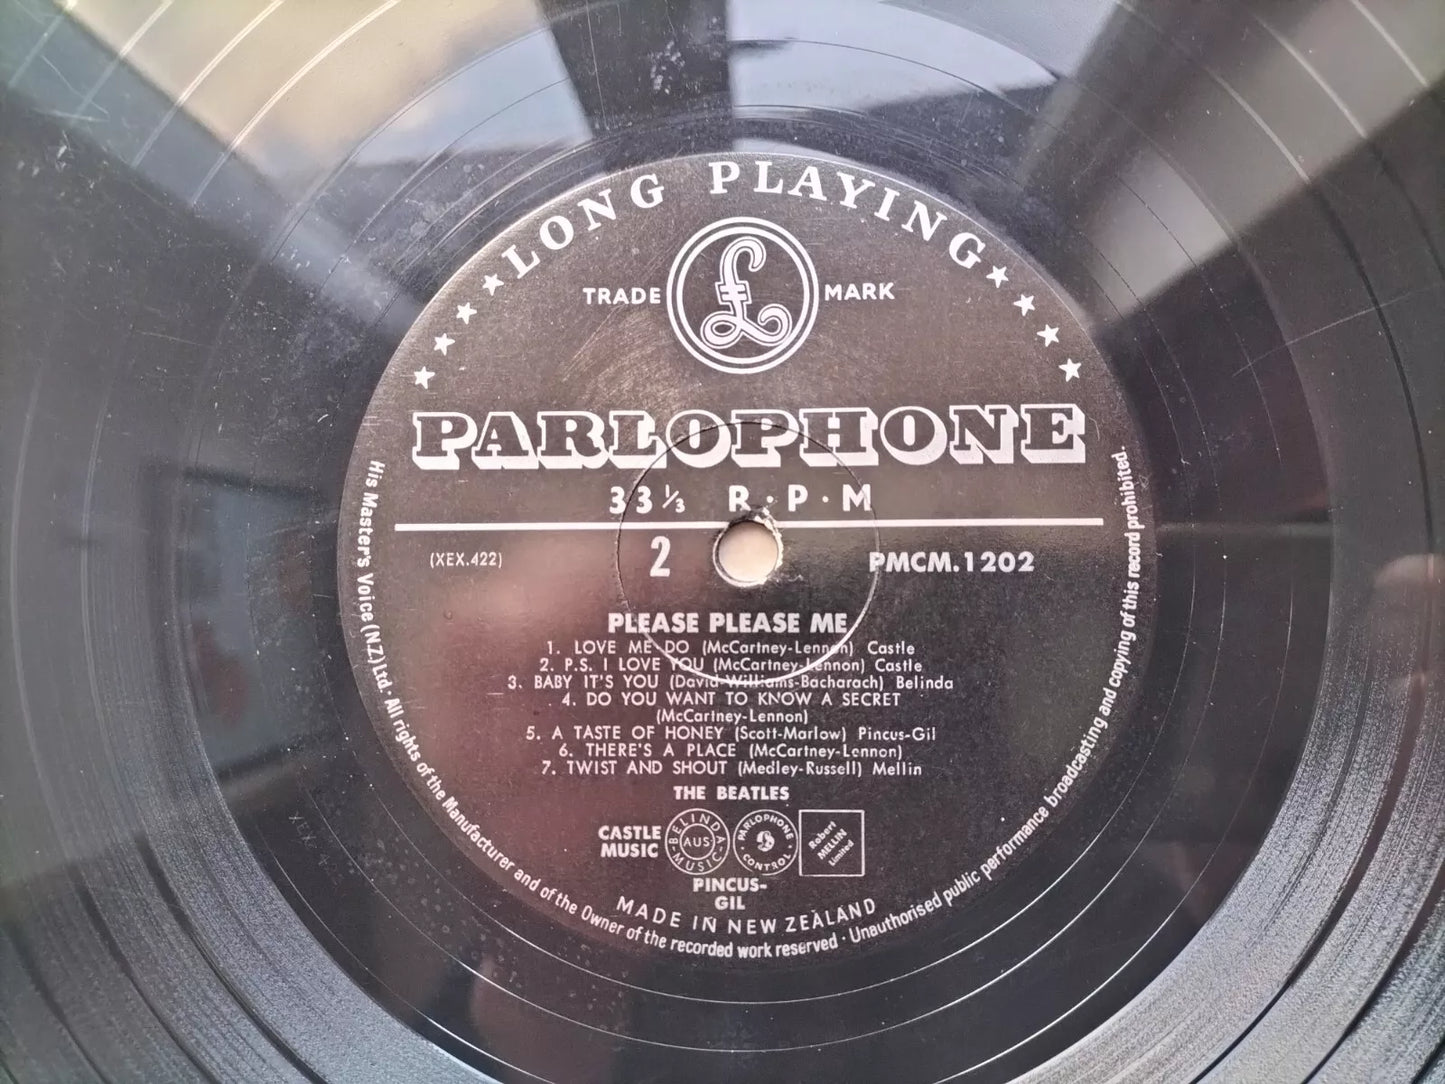 LONG PLAYING
TRADE £ MARK
PARLOPHONE
33⅓ R·P·M
(XEX.422) 2 PMCM.1202
PLEASE PLEASE ME
1. LOVE ME DO (McCartney-Lennon) Castle
2. P.S. I LOVE YOU (McCartney-Lennon) Castle
3. BABY IT'S YOU (David-Williams-Bacharach) Belinda
4. DO YOU WANT TO KNOW A SECRET
(McCartney-Lennon)
5. A TASTE OF HONEY (Scott-Marlow) Pincus-Gil
6. THERE'S A PLACE (McCartney-Lennon)
7. TWIST AND SHOUT (Medley-Russell) Mellin
THE BEATLES
CASTLE
MUSIC
BELINDA
AUS
MUSIC
PARLOPHONE
CONTROL
Robert
MELLIN
Limited
PINCUS-
GIL
MADE IN NEW ZEALAND
His Master's Voice (N.Z.) Ltd. · All rights of the Manufacturer and of the Owner of the recorded work reserved · Unauthorised public performance broadcasting and copying of this record prohibited.